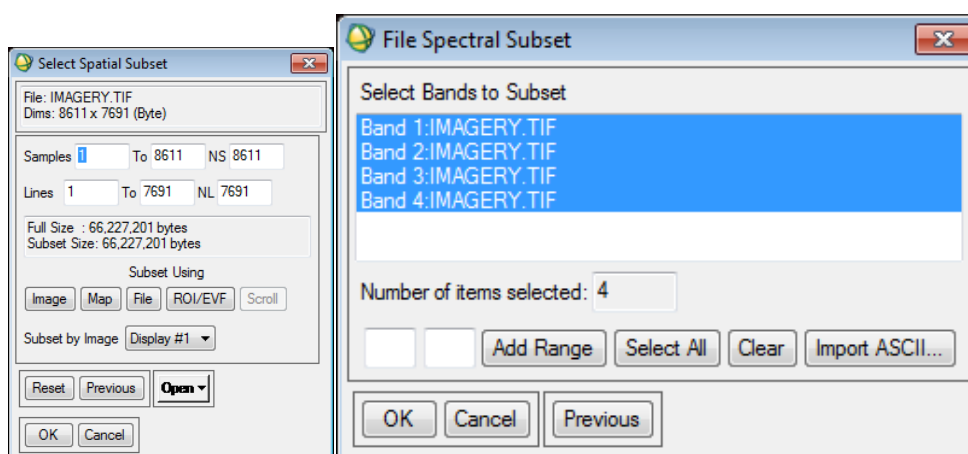 Select Spatial Subset
File: IMAGERY.TIF
Dims: 8611 x 7691 (Byte)
Samples 1 To 8611 NS 8611
Lines 1 To 7691 NL 7691
Full Size : 66,227,201 bytes
Subset Size: 66,227,201 bytes
Subset Using
Image Map File ROI/EVF Scroll
Subset by Image Display #1
Reset Previous Open
OK Cancel
File Spectral Subset
Select Bands to Subset
Band 1:IMAGERY.TIF
Band 2:IMAGERY.TIF
Band 3:IMAGERY.TIF
Band 4:IMAGERY.TIF
Number of items selected: 4
Add Range Select All Clear Import ASCII...
OK Cancel Previous